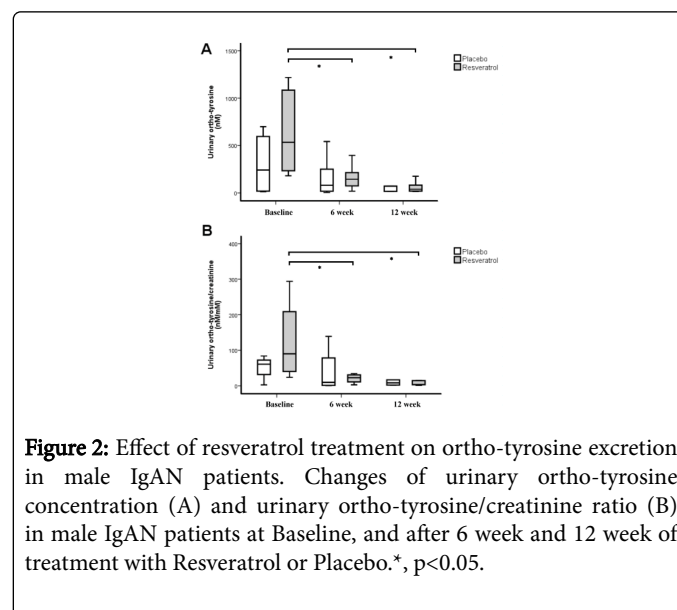 A
Urinary ortho-tyrosine
(nM)
1500
1000
500
0
*
*
Placebo
Resveratrol
Baseline
6 week
12 week
B
Urinary ortho-tyrosine/creatinine
(nM/mM)
400
300
200
100
0
*
*
Placebo
Resveratrol
Baseline
6 week
12 week
Figure 2: Effect of resveratrol treatment on ortho-tyrosine excretion
in male IgAN patients. Changes of urinary ortho-tyrosine
concentration (A) and urinary ortho-tyrosine/creatinine ratio (B)
in male IgAN patients at Baseline, and after 6 week and 12 week of
treatment with Resveratrol or Placebo.*, p<0.05.